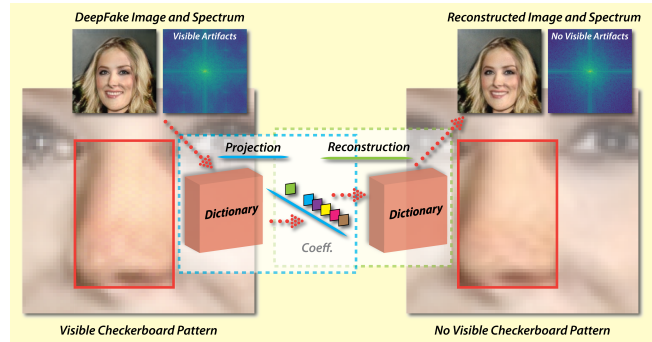 DeepFake Image and Spectrum
Reconstructed Image and Spectrum
Visible Artifacts
No Visible Artifacts
Projection
Reconstruction
Dictionary
Dictionary
Coeff.
Visible Checkerboard Pattern
No Visible Checkerboard Pattern